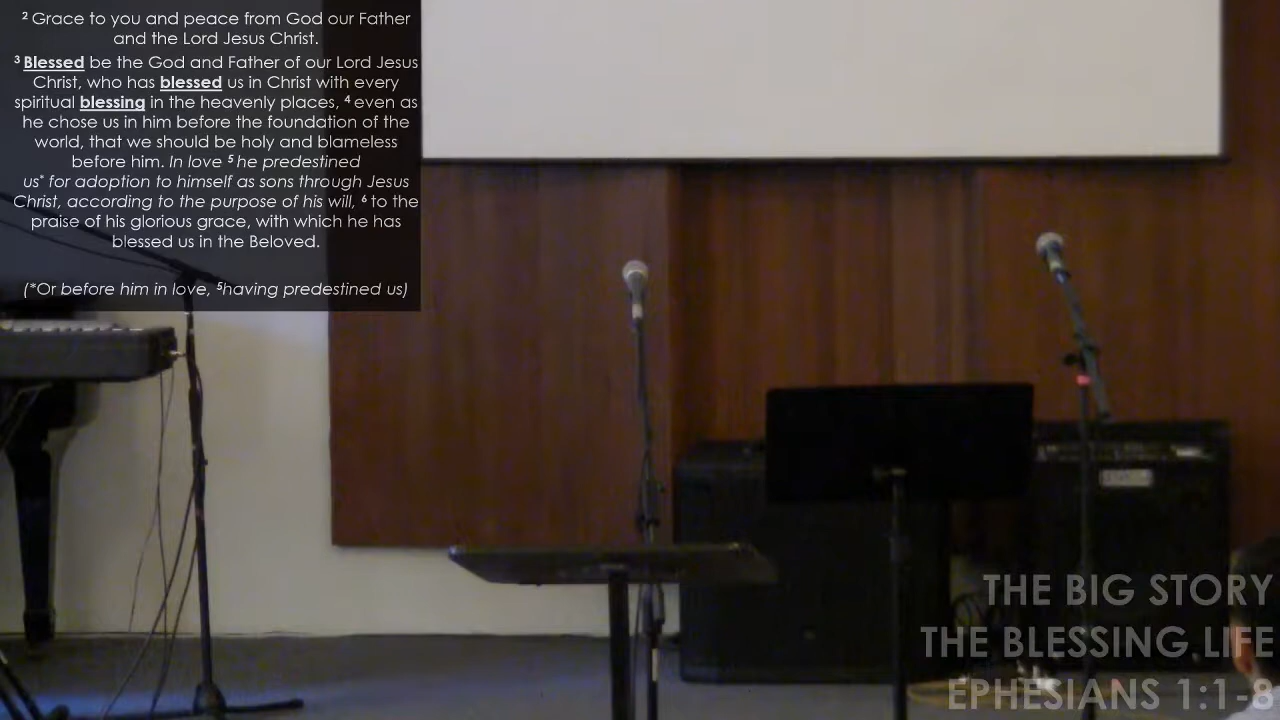 ² Grace to you and peace from God our Father
and the Lord Jesus Christ.
³ Blessed be the God and Father of our Lord Jesus
Christ, who has blessed us in Christ with every
spiritual blessing in the heavenly places, ⁴ even as
he chose us in him before the foundation of the
world, that we should be holy and blameless
before him. In love ⁵ he predestined
us* for adoption to himself as sons through Jesus
Christ, according to the purpose of his will, ⁶ to the
praise of his glorious grace, with which he has
blessed us in the Beloved.
(*Or before him in love, ⁵having predestined us)
THE BIG STORY
THE BLESSING LIFE
EPHESIANS 1:1-8